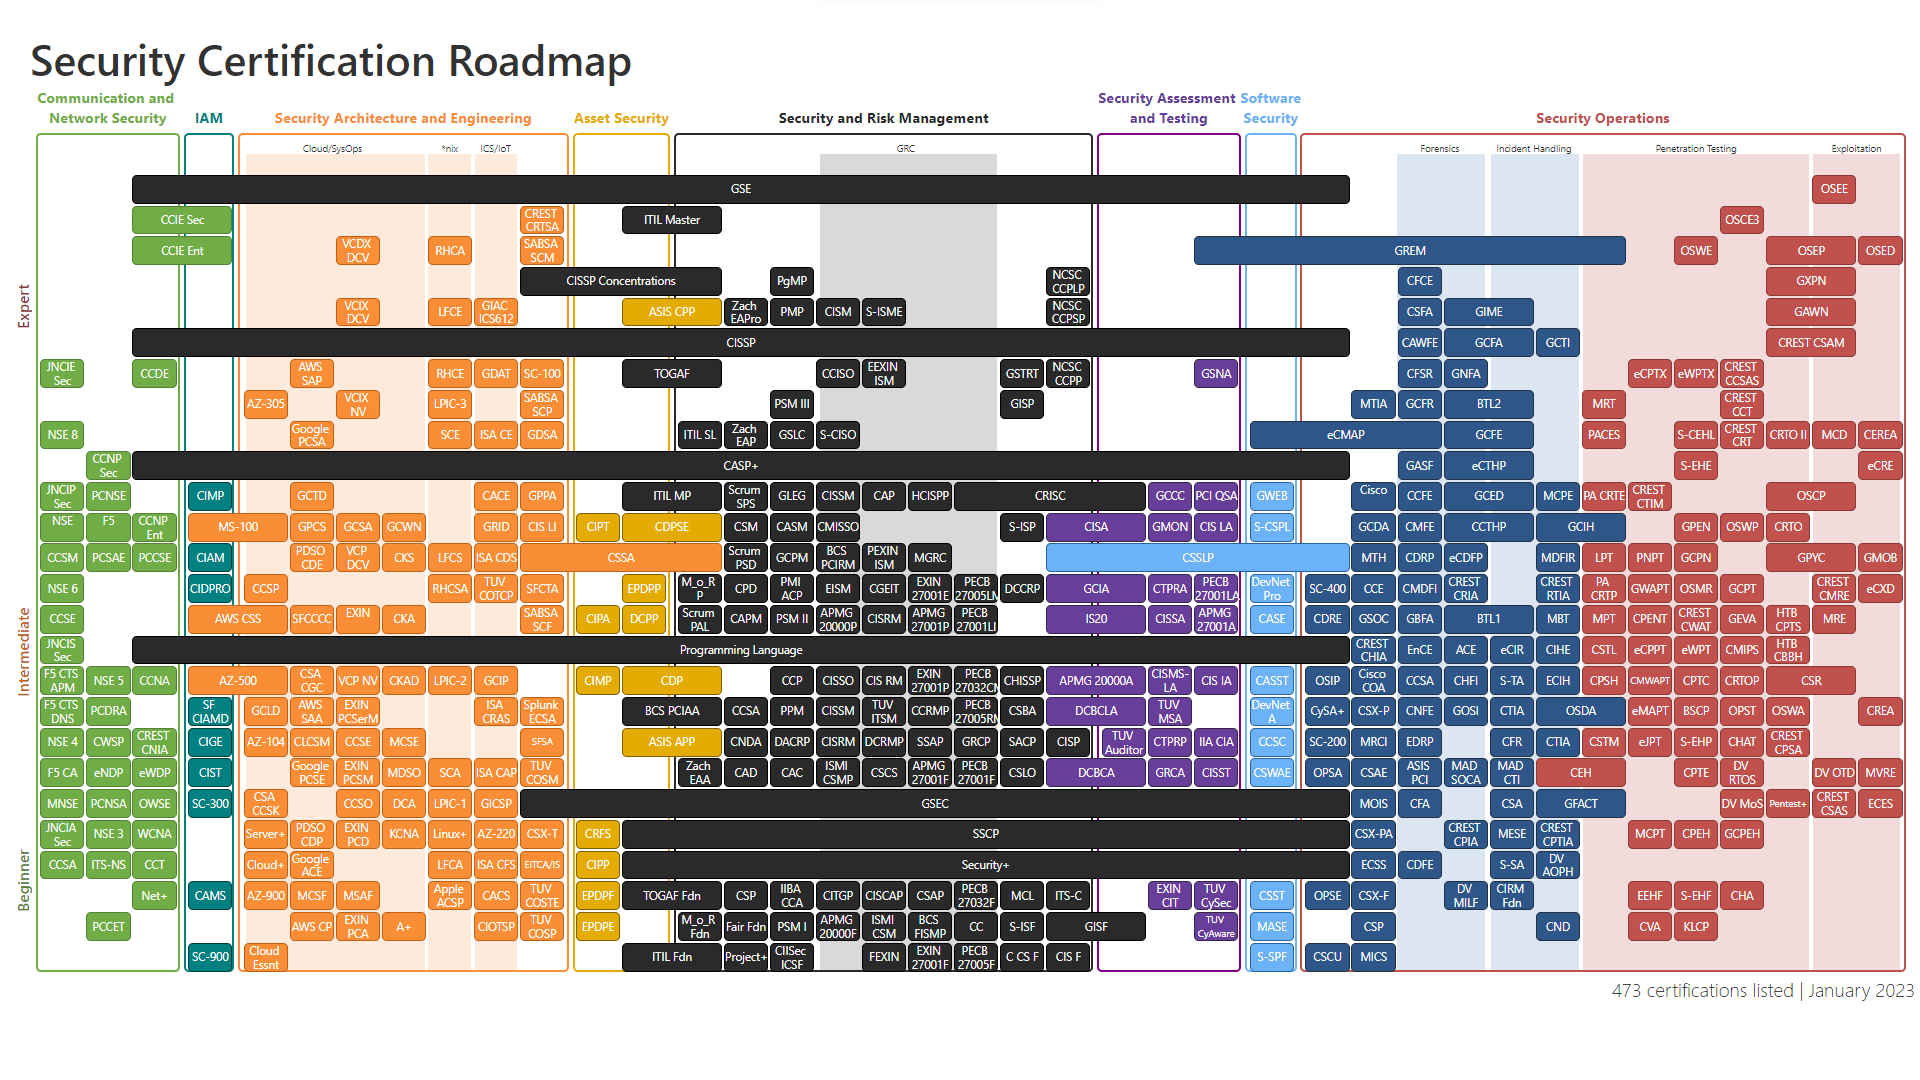 Security Certification Roadmap
Communication and
Network Security
IAM
Security Architecture and Engineering
Asset Security
Security and Risk Management
Security Assessment
and Testing
Software
Security
Security Operations
Cloud/SysOps
*nix
ICS/IoT
GRC
Forensics
Incident Handling
Penetration Testing
Exploitation
Expert
Intermediate
Beginner
GSE
OSEE
CCIE Sec
CREST
CRTSA
ITIL Master
OSCE3
CCIE Ent
VCDX
DCV
RHCA
SABSA
SCM
GREM
OSWE
OSEP
OSED
CISSP Concentrations
PgMP
NCSC
CCPLP
CFCE
GXPN
VCIX
DCV
LFCE
GIAC
ICS612
ASIS CPP
Zach
EAPro
PMP
CISM
S-ISME
NCSC
CCPSP
CSFA
GIME
GAWN
CISSP
CAWFE
GCFA
GCTI
CREST CSAM
JNCIE
Sec
CCDE
AWS
SAP
RHCE
GDAT
SC-100
TOGAF
CCISO
EEXIN
ISM
GSTRT
NCSC
CCPP
GSNA
CFSR
GNFA
eCPTX
eWPTX
CREST
CCSAS
AZ-305
VCIX
NV
LPIC-3
SABSA
SCP
PSM III
GISP
MTIA
GCFR
BTL2
MRT
CREST
CCT
NSE 8
Google
PCSA
SCE
ISA CE
GDSA
ITIL SL
Zach
EAP
GSLC
S-CISO
eCMAP
GCFE
PACES
S-CEHL
CREST
CRT
CRTO II
MCD
CEREA
CCNP
Sec
CASP+
GASF
eCTHP
S-EHE
eCRE
JNCIP
Sec
PCNSE
CIMP
GCTD
CACE
GPPA
ITIL MP
Scrum
SPS
GLEG
CISSM
CAP
HCISPP
CRISC
GCCC
PCI QSA
GWEB
Cisco
CCFE
GCED
MCPE
PA CRTE
CREST
CTIM
OSCP
NSE
F5
CCNP
Ent
MS-100
GPCS
GCSA
GCWN
GRID
CIS LI
CIPT
CDPSE
CSM
CASM
CMISSO
S-ISP
CISA
GMON
CIS LA
S-CSPL
GCDA
CMFE
CCTHP
GCIH
GPEN
OSWP
CRTO
CCSM
PCSAE
PCCSE
CIAM
PDSO
CDE
VCP
DCV
CKS
LFCS
ISA CDS
CSSA
Scrum
PSD
GCPM
BCS
PCIRM
PEXIN
ISM
MGRC
CSSLP
MTH
CDRP
eCDFP
MDFIR
LPT
PNPT
GCPN
GPYC
GMOB
NSE 6
CIDPRO
CCSP
RHCSA
TUV
COTCP
SFCTA
EPDPP
M_o_R
P
CPD
PMI
ACP
EISM
CGEIT
EXIN
27001E
PECB
27005LM
DCCRP
GCIA
CTPRA
PECB
27001LA
DevNet
Pro
SC-400
CCE
CMDFI
CREST
CRIA
CREST
RTIA
PA
CRTP
GWAPT
OSMR
GCPT
CREST
CMRE
eCXD
CCSE
AWS CSS
SFCCCC
EXIN
CKA
SABSA
SCF
CIPA
DCPP
Scrum
PAL
CAPM
PSM II
APMG
20000P
CISRM
APMG
27001P
PECB
27001LI
IS20
CISSA
APMG
27001A
CASE
CDRE
GSOC
GBFA
BTL1
MBT
MPT
CPENT
CREST
CWAT
GEVA
HTB
CPTS
MRE
JNCIS
Sec
Programming Language
CREST
CHIA
EnCE
ACE
eCIR
CIHE
CSTL
eCPPT
eWPT
CMIPS
HTB
CBBH
F5 CTS
APM
NSE 5
CCNA
AZ-500
CSA
CGC
VCP NV
CKAD
LPIC-2
GCIP
CIMP
CDP
CCP
CISSO
CIS RM
EXIN
27001P
PECB
27032CM
CHISSP
APMG 20000A
CISMS-
LA
CIS IA
CASST
OSIP
Cisco
COA
CCSA
CHFI
S-TA
ECIH
CPSH
CMWAPT
CPTC
CRTOP
CSR
F5 CTS
DNS
PCDRA
SF
CIAMD
GCLD
AWS
SAA
EXIN
PCSerM
ISA
CRAS
Splunk
ECSA
BCS PCIAA
CCSA
PPM
CISSM
TUV
ITSM
CCRMP
PECB
27005RM
CSBA
DCBCLA
TUV
MSA
DevNet
A
CySA+
CSX-P
CNFE
GOSI
CTIA
OSDA
eMAPT
BSCP
OPST
OSWA
CREA
NSE 4
CWSP
CREST
CNIA
CIGE
AZ-104
CLCSM
CCSE
MCSE
SFSA
ASIS APP
CNDA
DACRP
CISRM
DCRMP
SSAP
GRCP
SACP
CISP
TUV
Auditor
CTPRP
IIA CIA
CCSC
SC-200
MRCI
EDRP
CFR
CTIA
CSTM
eJPT
S-EHP
CHAT
CREST
CPSA
F5 CA
eNDP
eWDP
CIST
Google
PCSE
EXIN
PCSM
MDSO
SCA
ISA CAP
TUV
COSM
Zach
EAA
CAD
CAC
ISMI
CSMP
CSCS
APMG
27001F
PECB
27001F
CSLO
DCBCA
GRCA
CISST
CSWAE
OPSA
CSAE
ASIS
PCI
MAD
SOCA
MAD
CTI
CEH
CPTE
DV
RTOS
DV OTD
MVRE
MNSE
PCNSA
OWSE
SC-300
CSA
CCSK
CCSO
DCA
LPIC-1
GICSP
GSEC
MOIS
CFA
CSA
GFACT
DV MoS
Pentest+
CREST
CSAS
ECES
JNCIA
Sec
NSE 3
WCNA
Server+
PDSO
CDP
EXIN
PCD
KCNA
Linux+
AZ-220
CSX-T
CRFS
SSCP
CSX-PA
CREST
CPIA
MESE
CREST
CPTIA
MCPT
CPEH
GCPEH
CCSA
ITS-NS
CCT
Cloud+
Google
ACE
LFCA
ISA CFS
EITCA/IS
CIPP
Security+
ECSS
CDFE
S-SA
DV
AOPH
Net+
CAMS
AZ-900
MCSF
MSAF
Apple
ACSP
CACS
TUV
COSTE
EPDPF
TOGAF Fdn
CSP
IIBA
CCA
CITGP
CISCAP
CSAP
PECB
27032F
MCL
ITS-C
EXIN
CIT
TUV
CySec
CSST
OPSE
CSX-F
DV
MILF
CIRM
Fdn
EEHF
S-EHF
CHA
PCCET
AWS CP
EXIN
PCA
A+
CIOTSP
TUV
COSP
EPDPE
M_o_R
Fdn
Fair Fdn
PSM I
APMG
20000F
ISMI
CSM
BCS
FISMP
CC
S-ISF
GISF
TUV
CyAware
MASE
CSP
CND
CVA
KLCP
SC-900
Cloud
Essnt
ITIL Fdn
Project+
CIISec
ICSF
FEXIN
EXIN
27001F
PECB
27005F
C CS F
CIS F
S-SPF
CSCU
MICS
473 certifications listed | January 2023